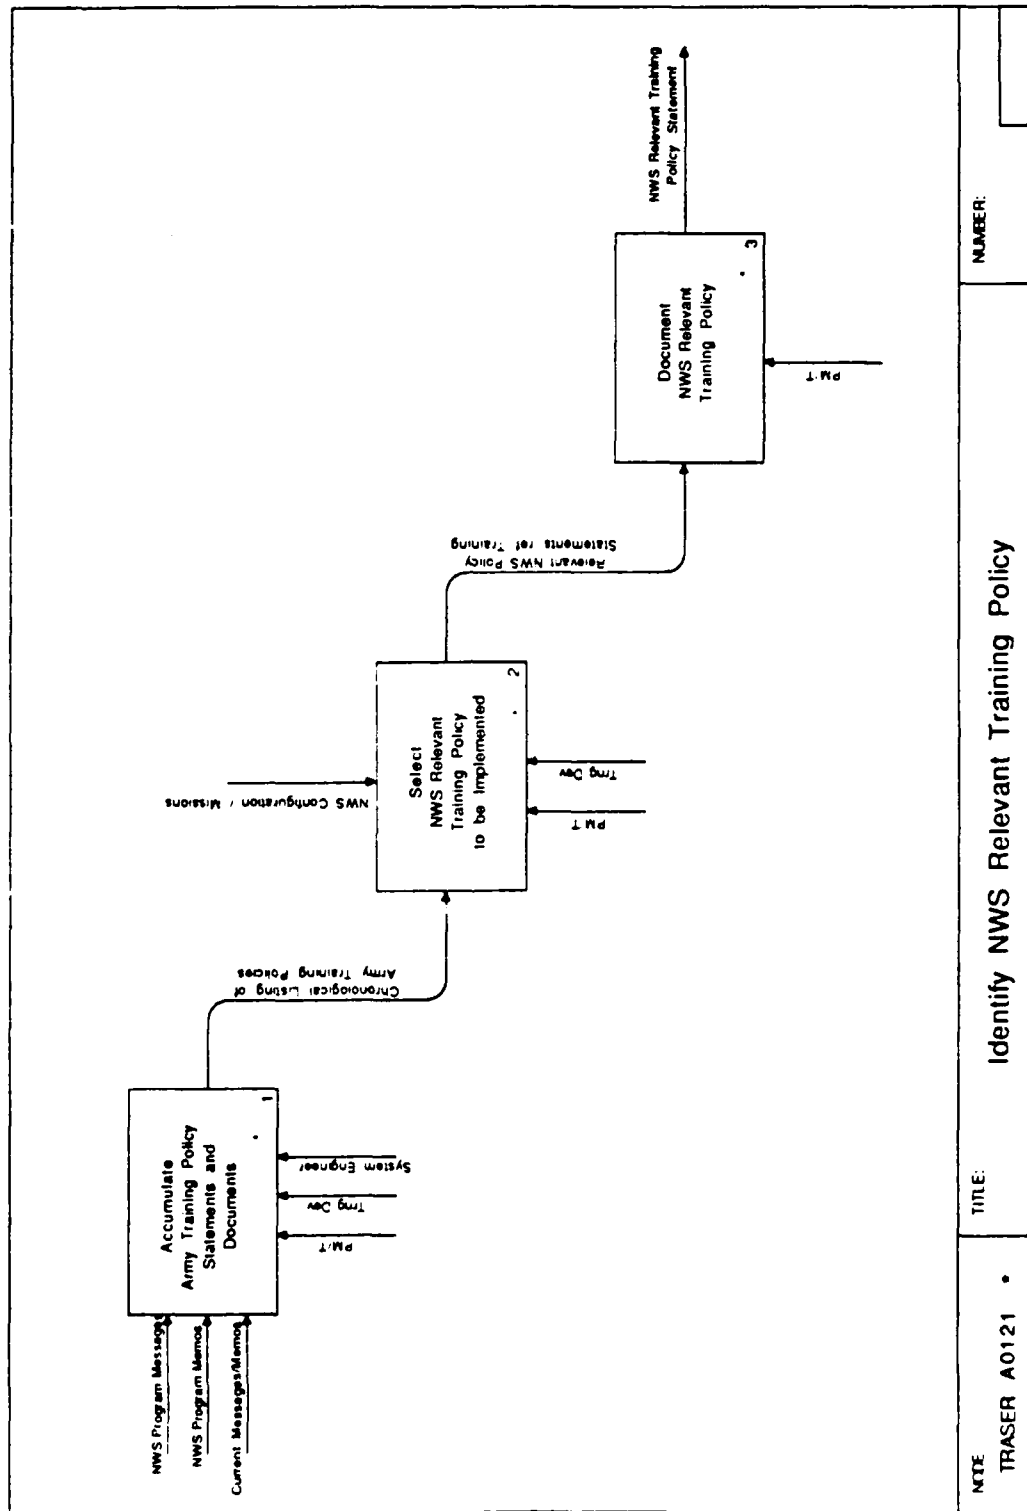 NWS Program Messages
NWS Program Memos
Current Messages/Memos
Accumulate
Army Training Policy
Statements and
Documents
1
PM/T
Trng Dev
System Engineer
Chronological Listing of
Army Training Policies
NWS Configuration / Missions
Select
NWS Relevant
Training Policy
to be Implemented
2
PM T
Trng Dev
Relevant NWS Policy
Statements ref Training
Document
NWS Relevant
Training Policy
3
PM/T
NWS Relevant Training
Policy Statement
NODE
TRASER A0121 *
TITLE:
Identify NWS Relevant Training Policy
NUMBER: